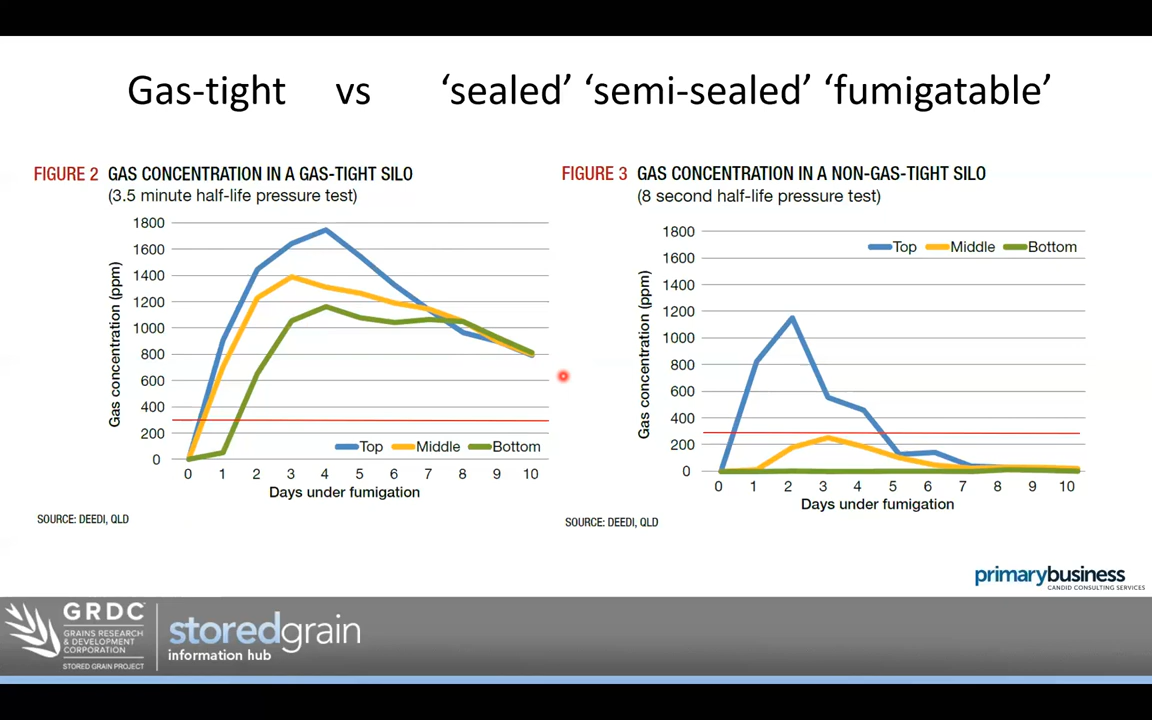 Gas-tight vs ‘sealed’ ‘semi-sealed’ ‘fumigatable’
FIGURE 2 GAS CONCENTRATION IN A GAS-TIGHT SILO
(3.5 minute half-life pressure test)
Gas concentration (ppm)
1800
1600
1400
1200
1000
800
600
400
200
0
Top Middle Bottom
0 1 2 3 4 5 6 7 8 9 10
Days under fumigation
SOURCE: DEEDI, QLD
FIGURE 3 GAS CONCENTRATION IN A NON-GAS-TIGHT SILO
(8 second half-life pressure test)
Gas concentration (ppm)
1800
1600
1400
1200
1000
800
600
400
200
0
Top Middle Bottom
0 1 2 3 4 5 6 7 8 9 10
Days under fumigation
SOURCE: DEEDI, QLD
primarybusiness
CANDID CONSULTING SERVICES
GRDC
GRAINS RESEARCH
& DEVELOPMENT
CORPORATION
STORED GRAIN PROJECT
storedgrain
information hub